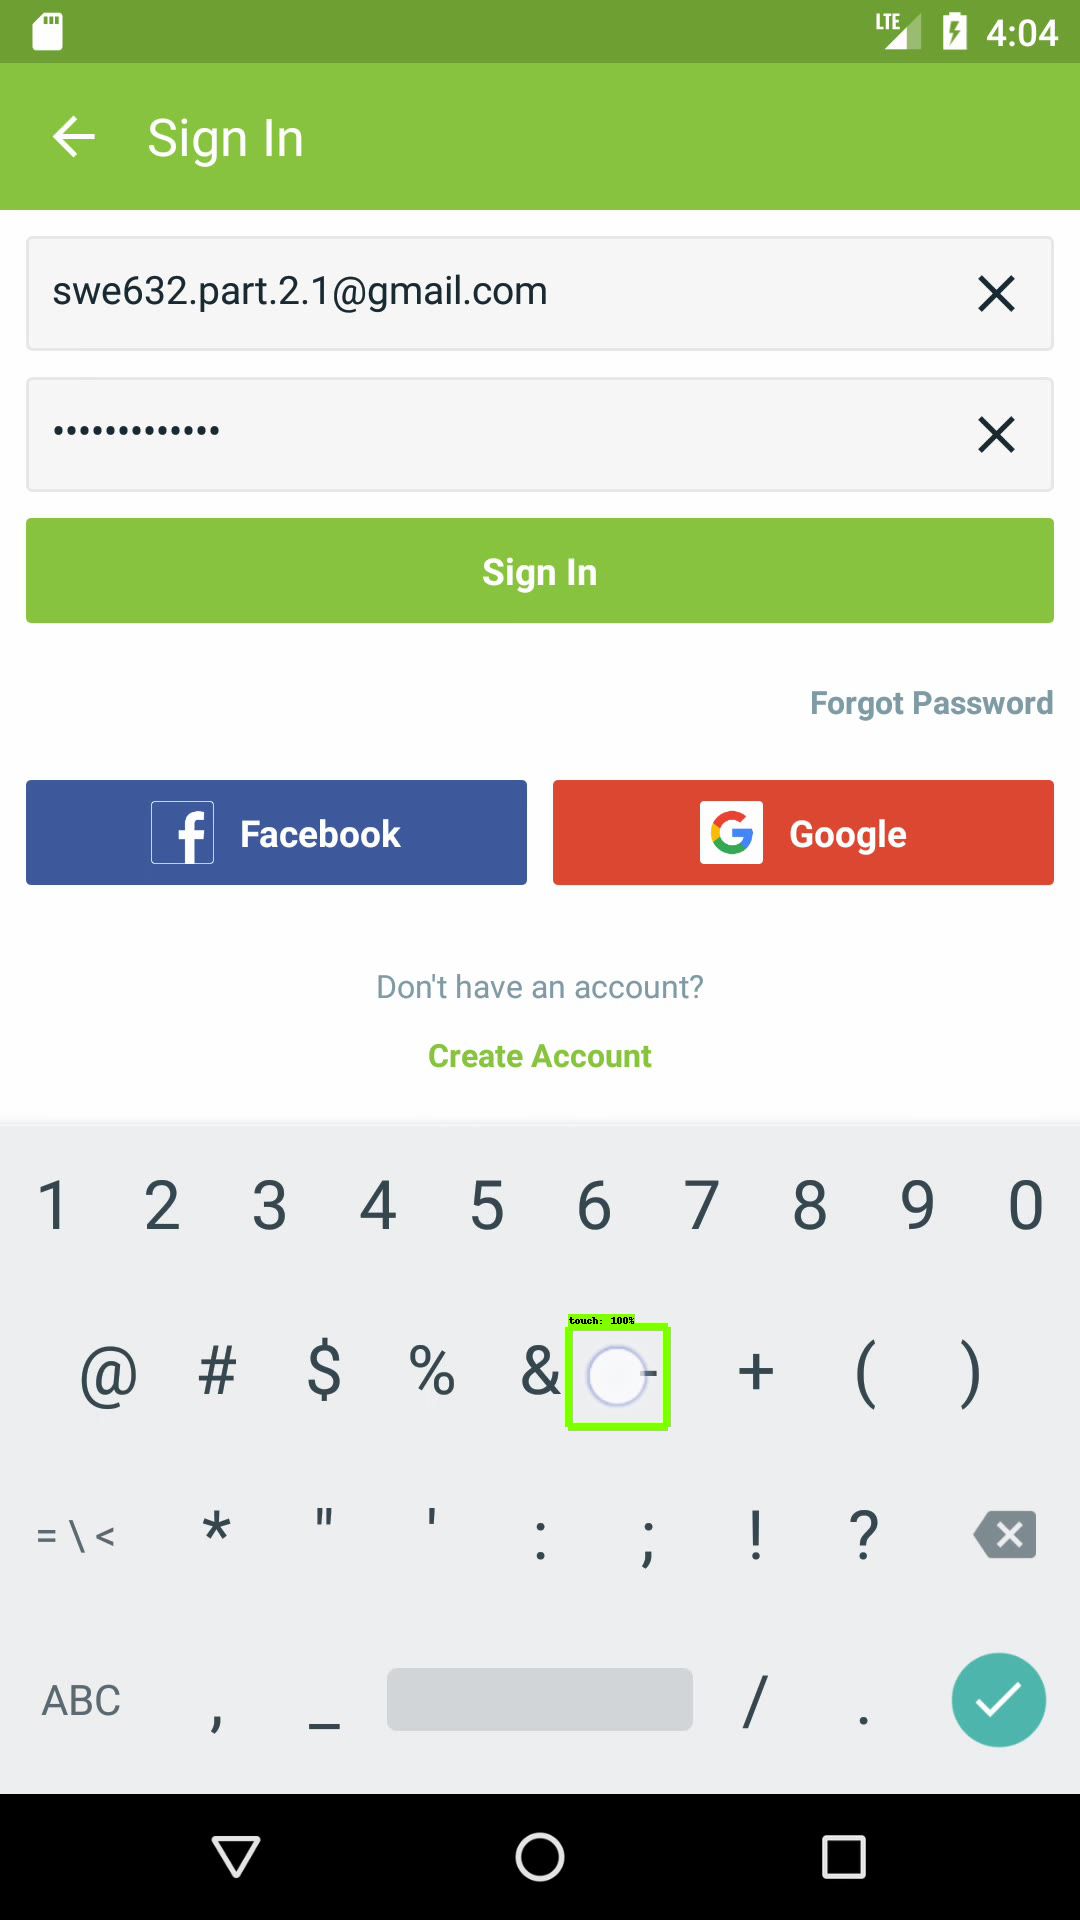 LTE 4:04
Sign In
swe632.part.2.1@gmail.com
•••••••••••••
Sign In
Forgot Password
Facebook
Google
Don't have an account?
Create Account
1 2 3 4 5 6 7 8 9 0
touch: 100%
@ # $ % & - + ( )
= \ < * " ' : ; ! ?
ABC , _ / .